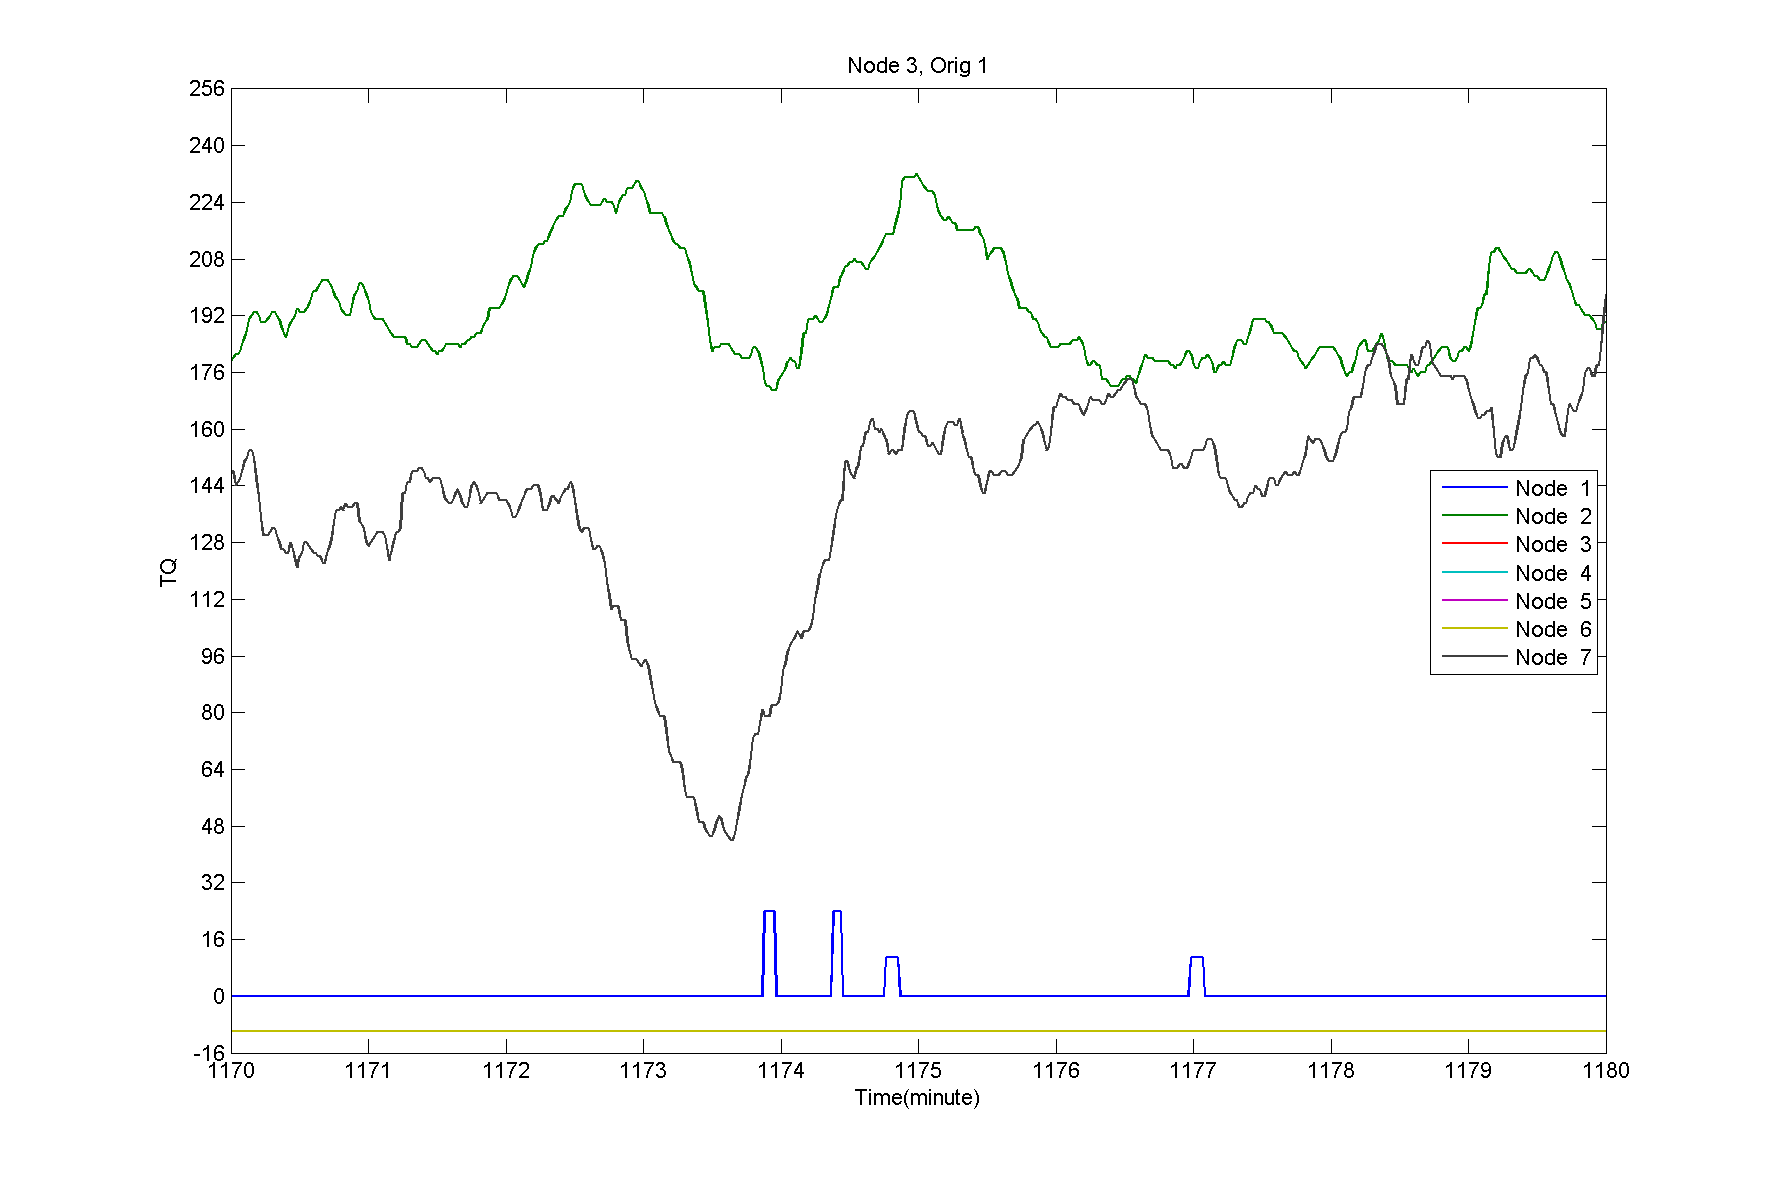 Node 3, Orig 1
256
240
224
208
192
176
160
144
128
112
96
80
64
48
32
16
0
-16
TQ
Node 1
Node 2
Node 3
Node 4
Node 5
Node 6
Node 7
1170 1171 1172 1173 1174 1175 1176 1177 1178 1179 1180
Time(minute)